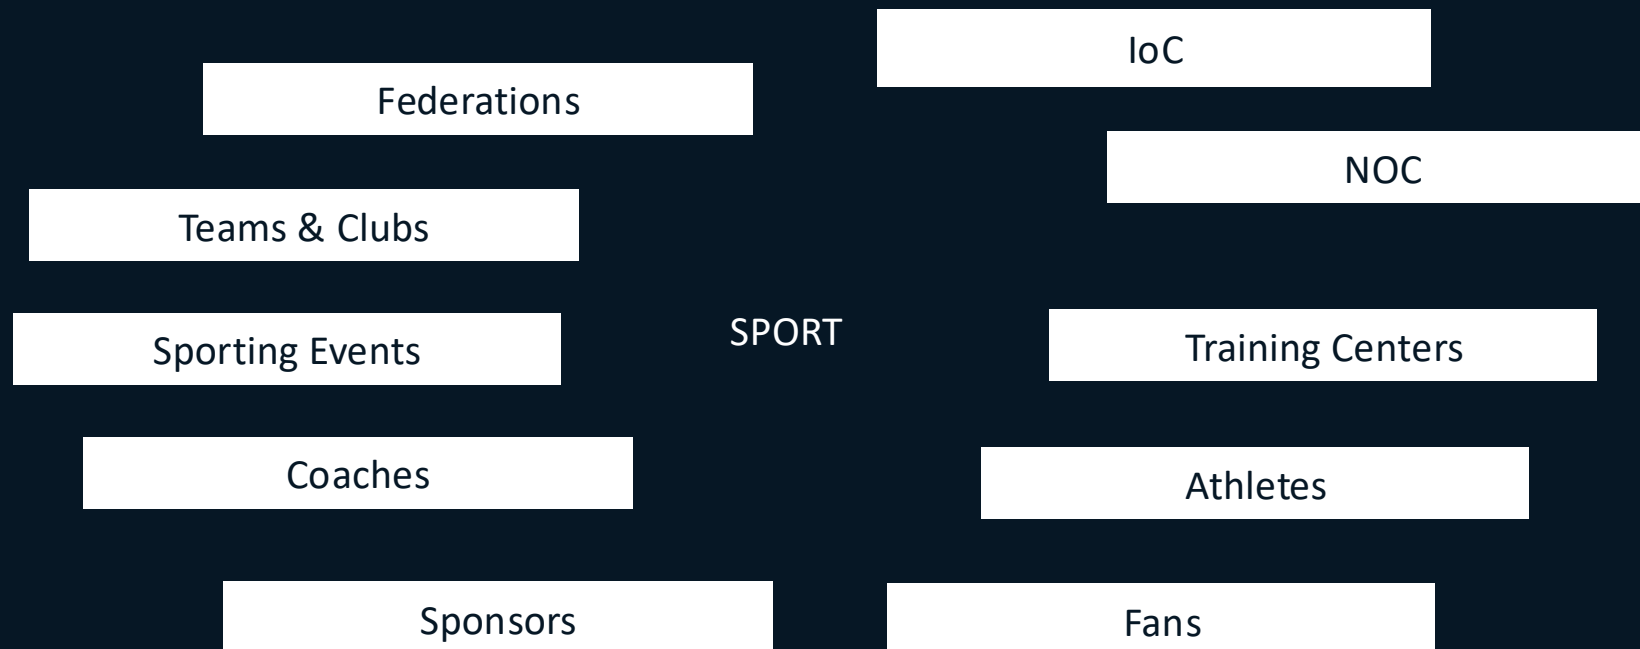 IoC
Federations
NOC
Teams & Clubs
SPORT
Sporting Events
Training Centers
Coaches
Athletes
Sponsors
Fans